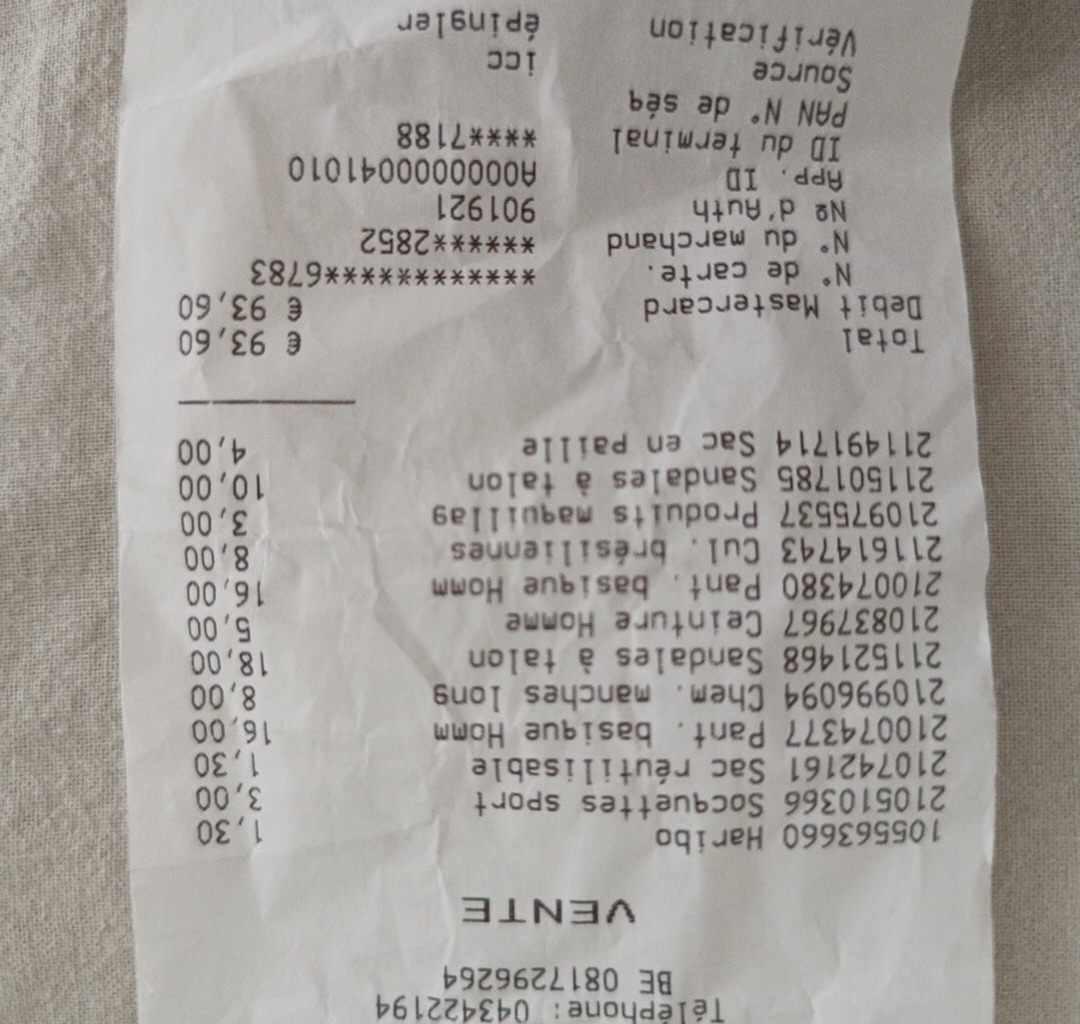 Téléphone: 043422194
BE 0817296264
VENTE
105563660 Haribo 1,30
210510366 Socquettes sport 3,00
210742161 Sac réutilisable 1,30
210074377 Pant. basique Homm 16,00
210996094 Chem. manches long 8,00
211521468 Sandales à talon 18,00
210837967 Ceinture Homme 5,00
210074380 Pant. basique Homm 16,00
211614743 Cul. brésiliennes 8,00
210975537 Produits maquillag 3,00
211501785 Sandales à talon 10,00
211491714 Sac en paille 4,00
Total € 93,60
Debit Mastercard € 93,60
N° de carte. ***************6783
N° du marchand *******2852
Nº d'Auth 901921
App. ID A0000000041010
ID du terminal ****7188
PAN N° de séq
Source icc
Vérification épingler